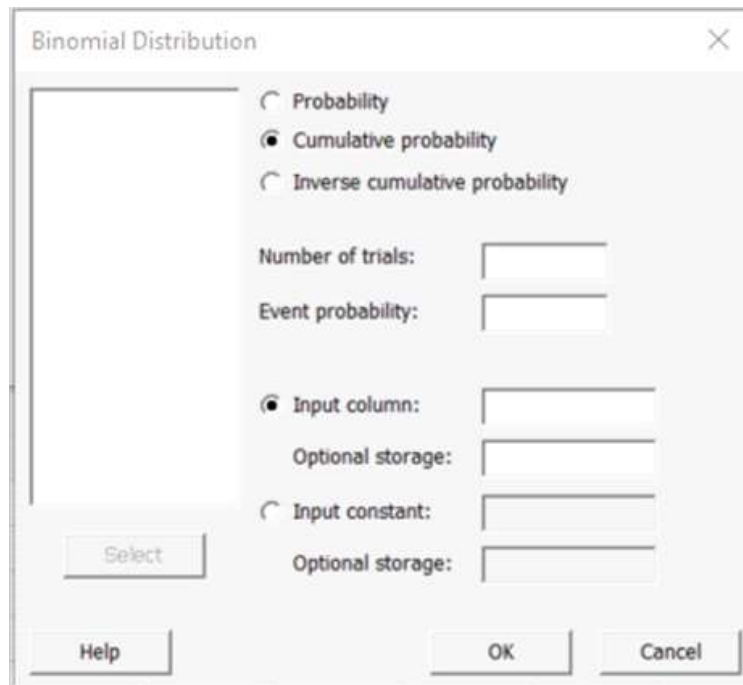 Binomial Distribution
Probability
Cumulative probability
Inverse cumulative probability
Number of trials:
Event probability:
Input column:
Optional storage:
Input constant:
Optional storage:
Select
Help
OK
Cancel